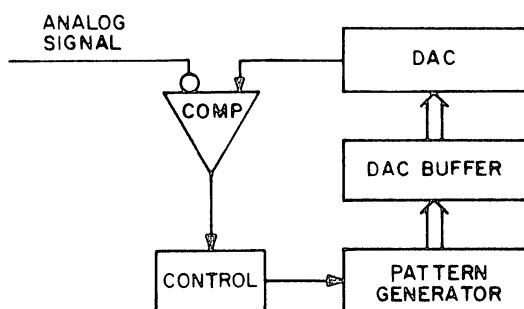 ANALOG
SIGNAL
DAC
COMP
DAC BUFFER
CONTROL
PATTERN
GENERATOR